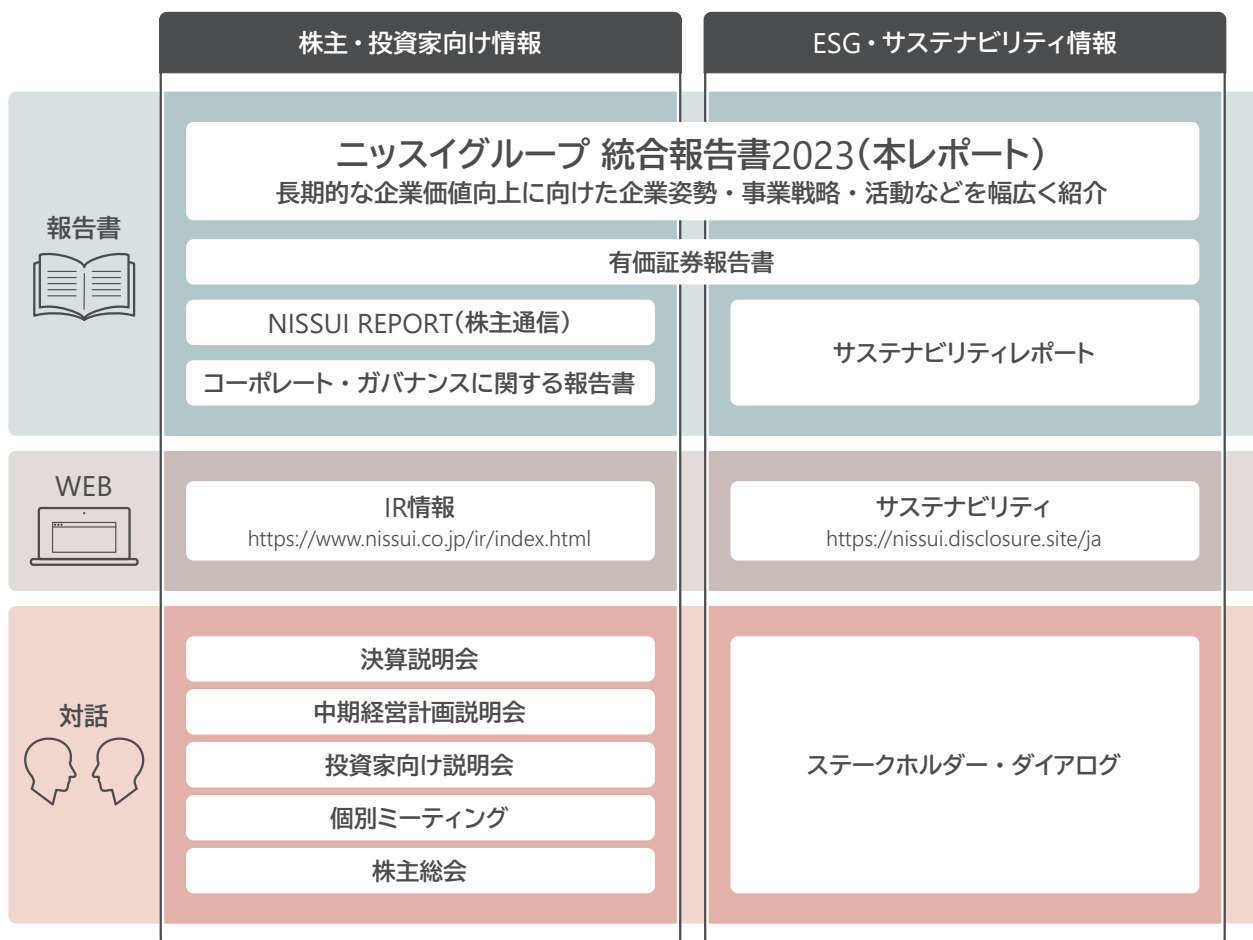 株主・投資家向け情報
ESG・サステナビリティ情報
報告書
ニッスイグループ 統合報告書2023(本レポート)
長期的な企業価値向上に向けた企業姿勢・事業戦略・活動などを幅広く紹介
有価証券報告書
NISSUI REPORT(株主通信)
コーポレート・ガバナンスに関する報告書
サステナビリティレポート
WEB
IR情報
https://www.nissui.co.jp/ir/index.html
サステナビリティ
https://nissui.disclosure.site/ja
対話
決算説明会
中期経営計画説明会
投資家向け説明会
個別ミーティング
株主総会
ステークホルダー・ダイアログ